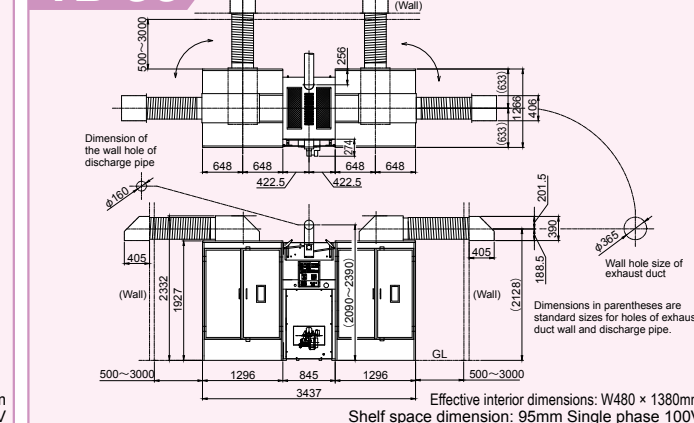 (Wall)
500～3000
256
(633)
1266
406
(633)
274
Dimension of
the wall hole of
discharge pipe
648 648 648 648
422.5 422.5
φ160
201.5
390
188.5
φ365
Wall hole size of
exhaust duct
405
405
(Wall)
2332
1927
(2090～2390)
(Wall)
(2128)
Dimensions in parentheses are
standard sizes for holes of exhaus
duct wall and discharge pipe.
GL
500～3000 1296 845 1296 500～3000
3437
Effective interior dimensions: W480 × 1380mm
Shelf space dimension: 95mm Single phase 100V